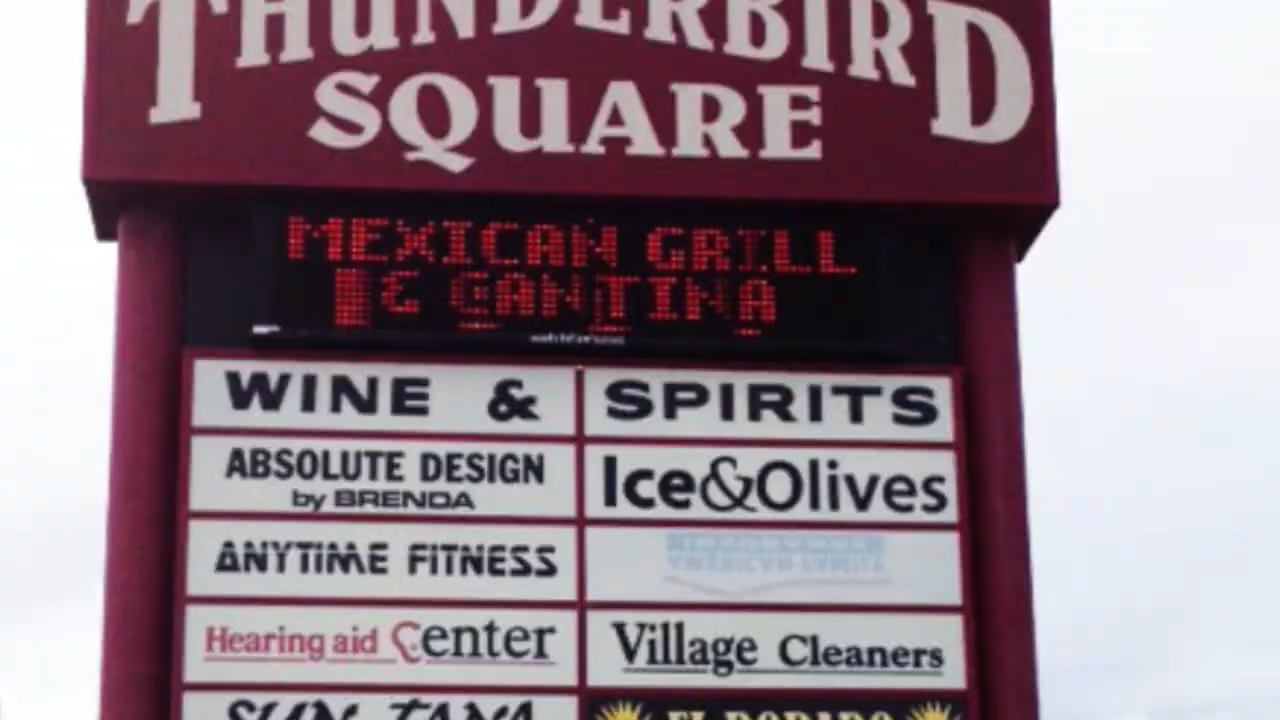 THUNDERBIRD
SQUARE
MEXICAN GRILL
& CANTINA
WINE & SPIRITS
ABSOLUTE DESIGN
by BRENDA
Ice&Olives
ANYTIME FITNESS
Hearing aid Center
Village Cleaners
SUN TANA
EL DORADO